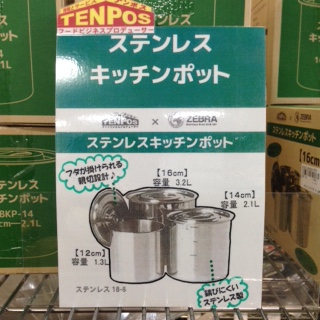 TENPOS
フードビジネスプロデューサー
ステンレス
キッチンポット
TENPOS × ZEBRA
ステンレスキッチンポット
フタが掛けられる
親切設計♪
【16cm】
容量 3.2L
【14cm】
容量 2.1L
【12cm】
容量 1.3L
錆びにくい
ステンレス製
ステンレス 18-8
ステンレス
BKP-14
2.1L
ZEBRA
ステンレスキッチンポット
【16cm】